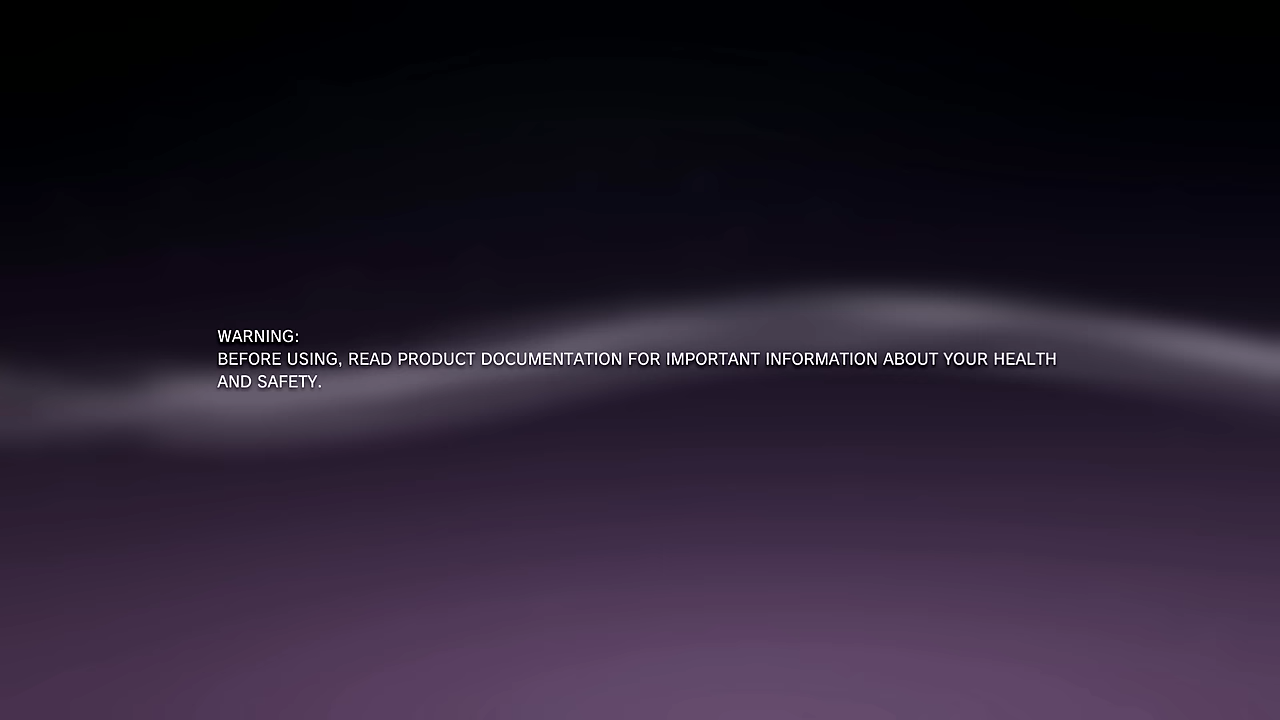 WARNING:
BEFORE USING, READ PRODUCT DOCUMENTATION FOR IMPORTANT INFORMATION ABOUT YOUR HEALTH
AND SAFETY.